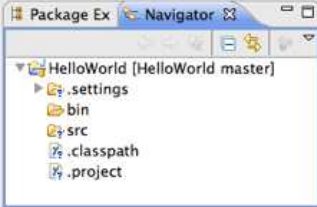 Package Ex Navigator
HelloWorld [HelloWorld master]
.settings
bin
src
.classpath
.project